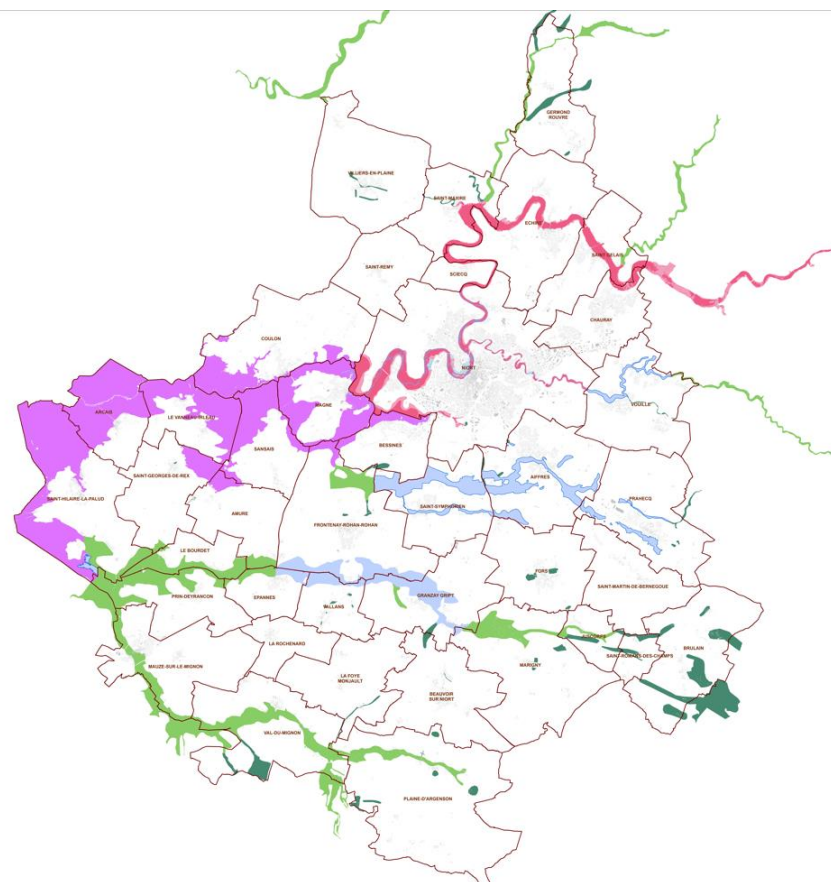 GERMOND
ROUVRE
VILLIERS-EN-PLAINE
SAINT-MAXIRE
ECHIRE
SAINT-GELAIS
SAINT-REMY
SCIECQ
CHAURAY
COULON
NIORT
MAGNE
VOUILLE
ARCAIS
LE VANNEAU-IRLEAU
SANSAIS
BESSINES
SAINT-GEORGES-DE-REX
AIFFRES
SAINT-HILAIRE-LA-PALUD
PRAHECQ
SAINT-SYMPHORIEN
AMURE
FRONTENAY-ROHAN-ROHAN
LE BOURDET
FORS
SAINT-MARTIN-DE-BERNEGOUE
PRIN-DEYRANCON
EPANNES
GRANZAY-GRIPT
VALLANS
LA ROCHENARD
SAINT-ROMANS-DES-CHAMPS
BRULAIN
MAUZE-SUR-LE-MIGNON
MARIGNY
LA FOYE
MONJAULT
BEAUVOIR
SUR NIORT
VAL-DU-MIGNON
PLAINE-D'ARGENSON